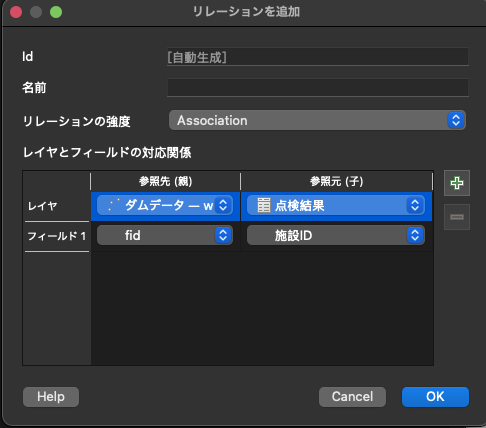 リレーションを追加
Id [自動生成]
名前
リレーションの強度 Association
レイヤとフィールドの対応関係
参照先 (親) 参照元 (子)
レイヤ ダムデータ — w 点検結果
フィールド 1 fid 施設ID
Help Cancel OK